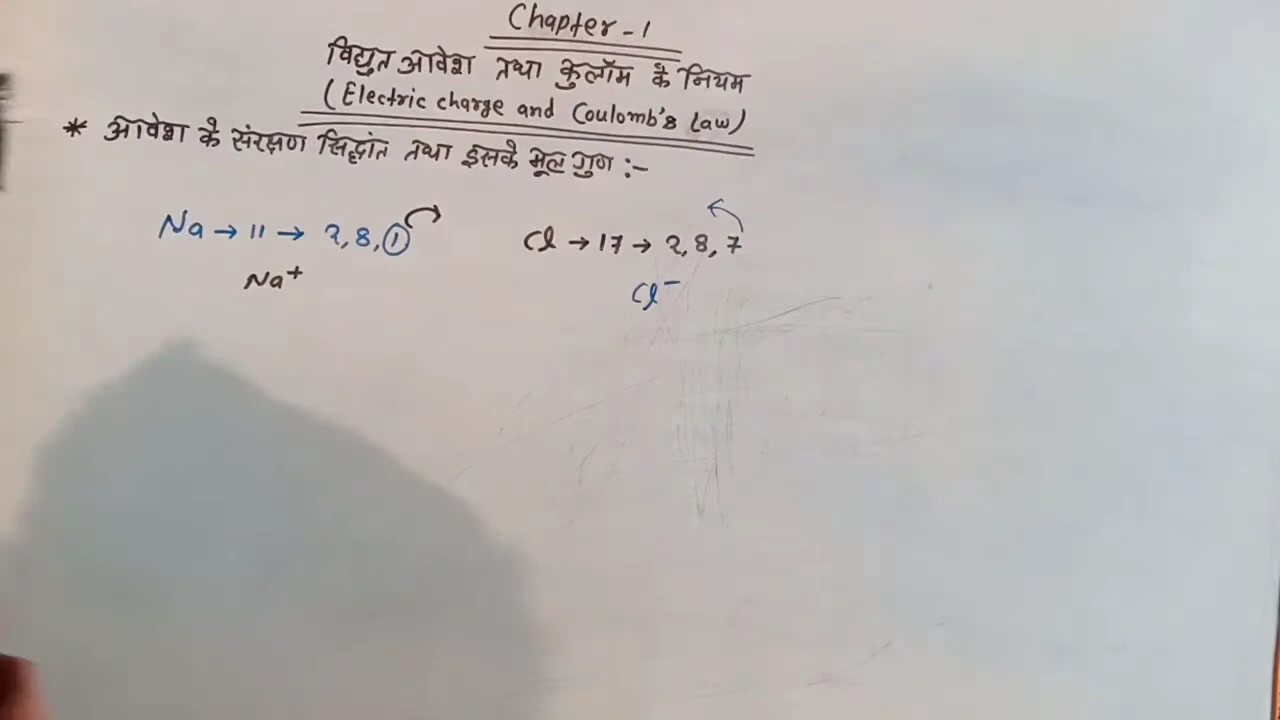 Chapter - 1
विद्युत आवेश तथा कुलॉम के नियम
(Electric charge and Coulomb's Law)
* आवेश के संरक्षण सिद्धांत तथा इसके मूल गुण :-
Na → 11 → 2, 8, 1
Cl → 17 → 2, 8, 7
Na⁺
Cl⁻